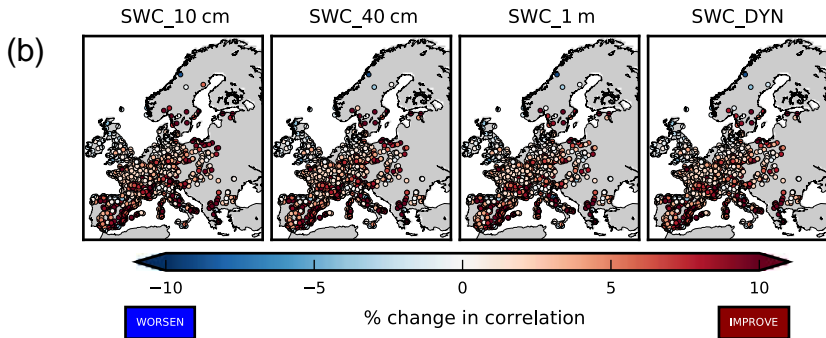 SWC_10 cm SWC_40 cm SWC_1 m SWC_DYN
(b)
−10 −5 0 5 10
WORSEN % change in correlation IMPROVE